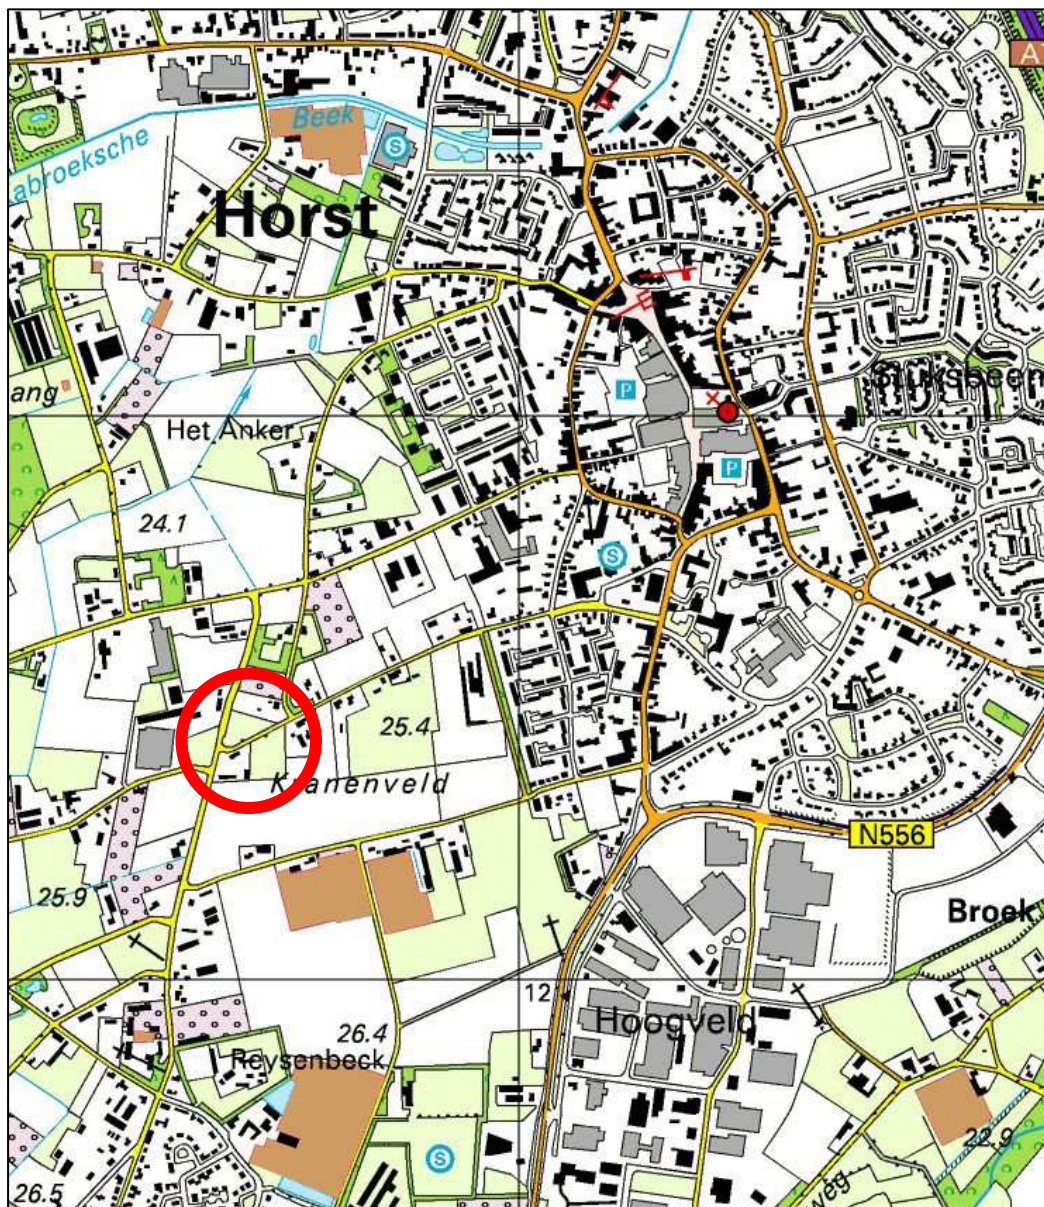 A
Beek
abroeksche
S
Horst
ang
P
Het Anker
P
24.1
S
25.4
Kranenveld
N556
25.9
Broek
12
Hoogveld
26.4
Reysenbeck
22.9
S
26.5
weg